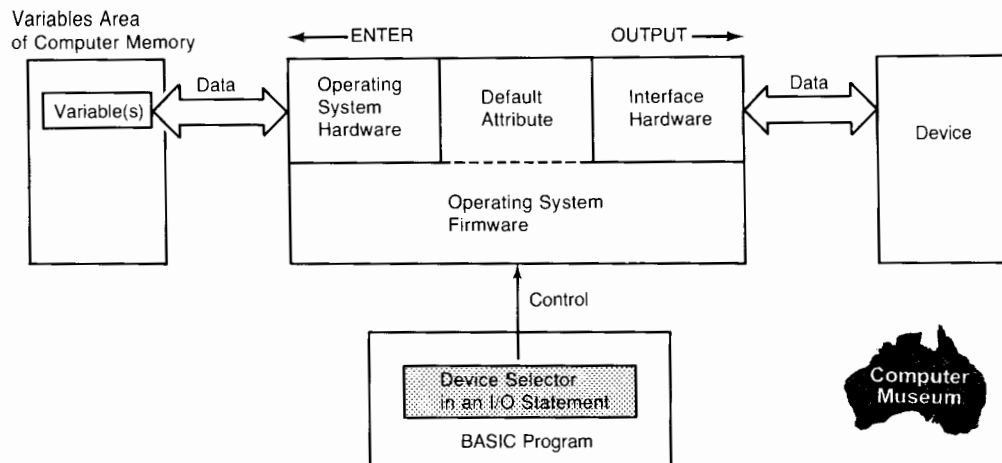 Variables Area
of Computer Memory
ENTER
OUTPUT
Variable(s)
Data
Operating
System
Hardware
Default
Attribute
Interface
Hardware
Data
Device
Operating System
Firmware
Control
Device Selector
in an I/O Statement
BASIC Program
Computer
Museum